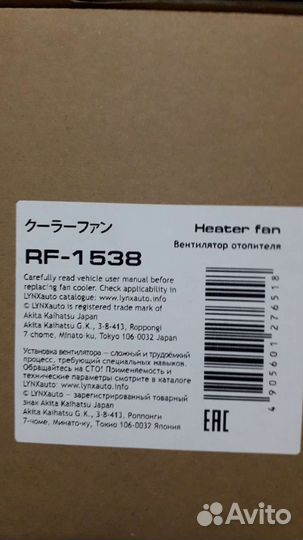 クーラーファン
Heater fan
RF-1538
Вентилятор отопителя
Carefully read vehicle user manual before
replacing fan cooler. Check applicability in
LYNXauto catalogue: www.lynxauto.info
© LYNXauto is registered trade mark of
Akita Kaihatsu Japan
Akita Kaihatsu G.K., 3-8-413, Roppongi
7-chome, Minato ku, Tokyo 106-0032 Japan
Установка вентилятора – сложный и трудоёмкий
процесс, требующий специальных навыков.
Обращайтесь на СТО! Применяемость и
технические параметры смотрите в каталоге
LYNXauto: www.lynxauto.info
© LYNXauto – зарегистрированный товарный
знак Akita Kaihatsu Japan
Akita Kaihatsu G.K., 3-8-413, Роппонги
7-чоме, Минато-ку, Токио 106-0032 Япония
4905601276518
EAC
Avito